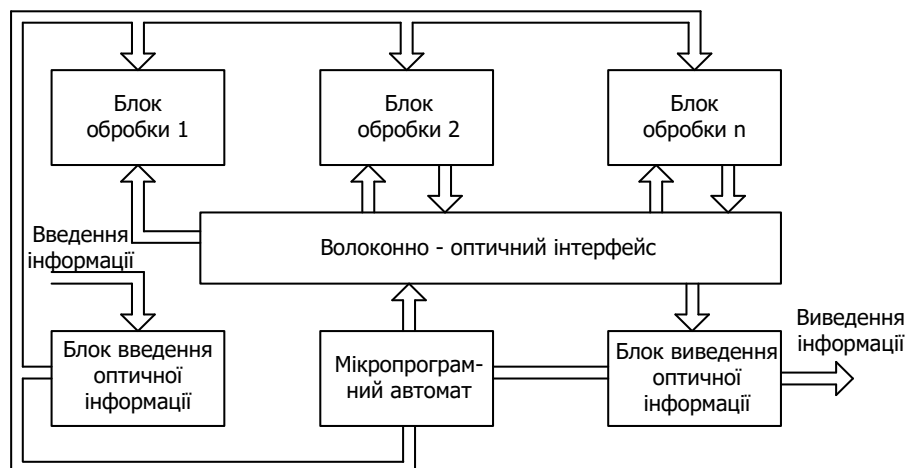 Блок
обробки 1
Блок
обробки 2
Блок
обробки n
Волоконно - оптичний інтерфейс
Введення
інформації
Блок введення
оптичної
інформації
Мікропрограм-
ний автомат
Блок виведення
оптичної
інформації
Виведення
інформації